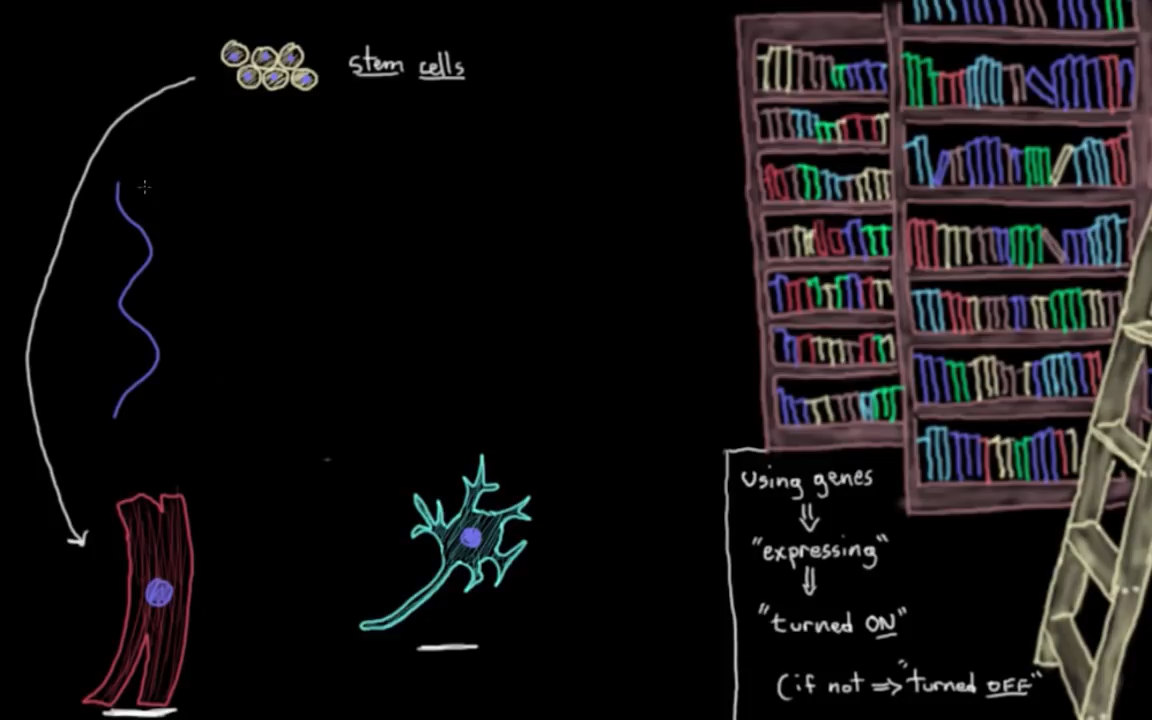 stem cells
Using genes
⇓
"expressing"
⇓
"turned ON"
(if not => "turned OFF"